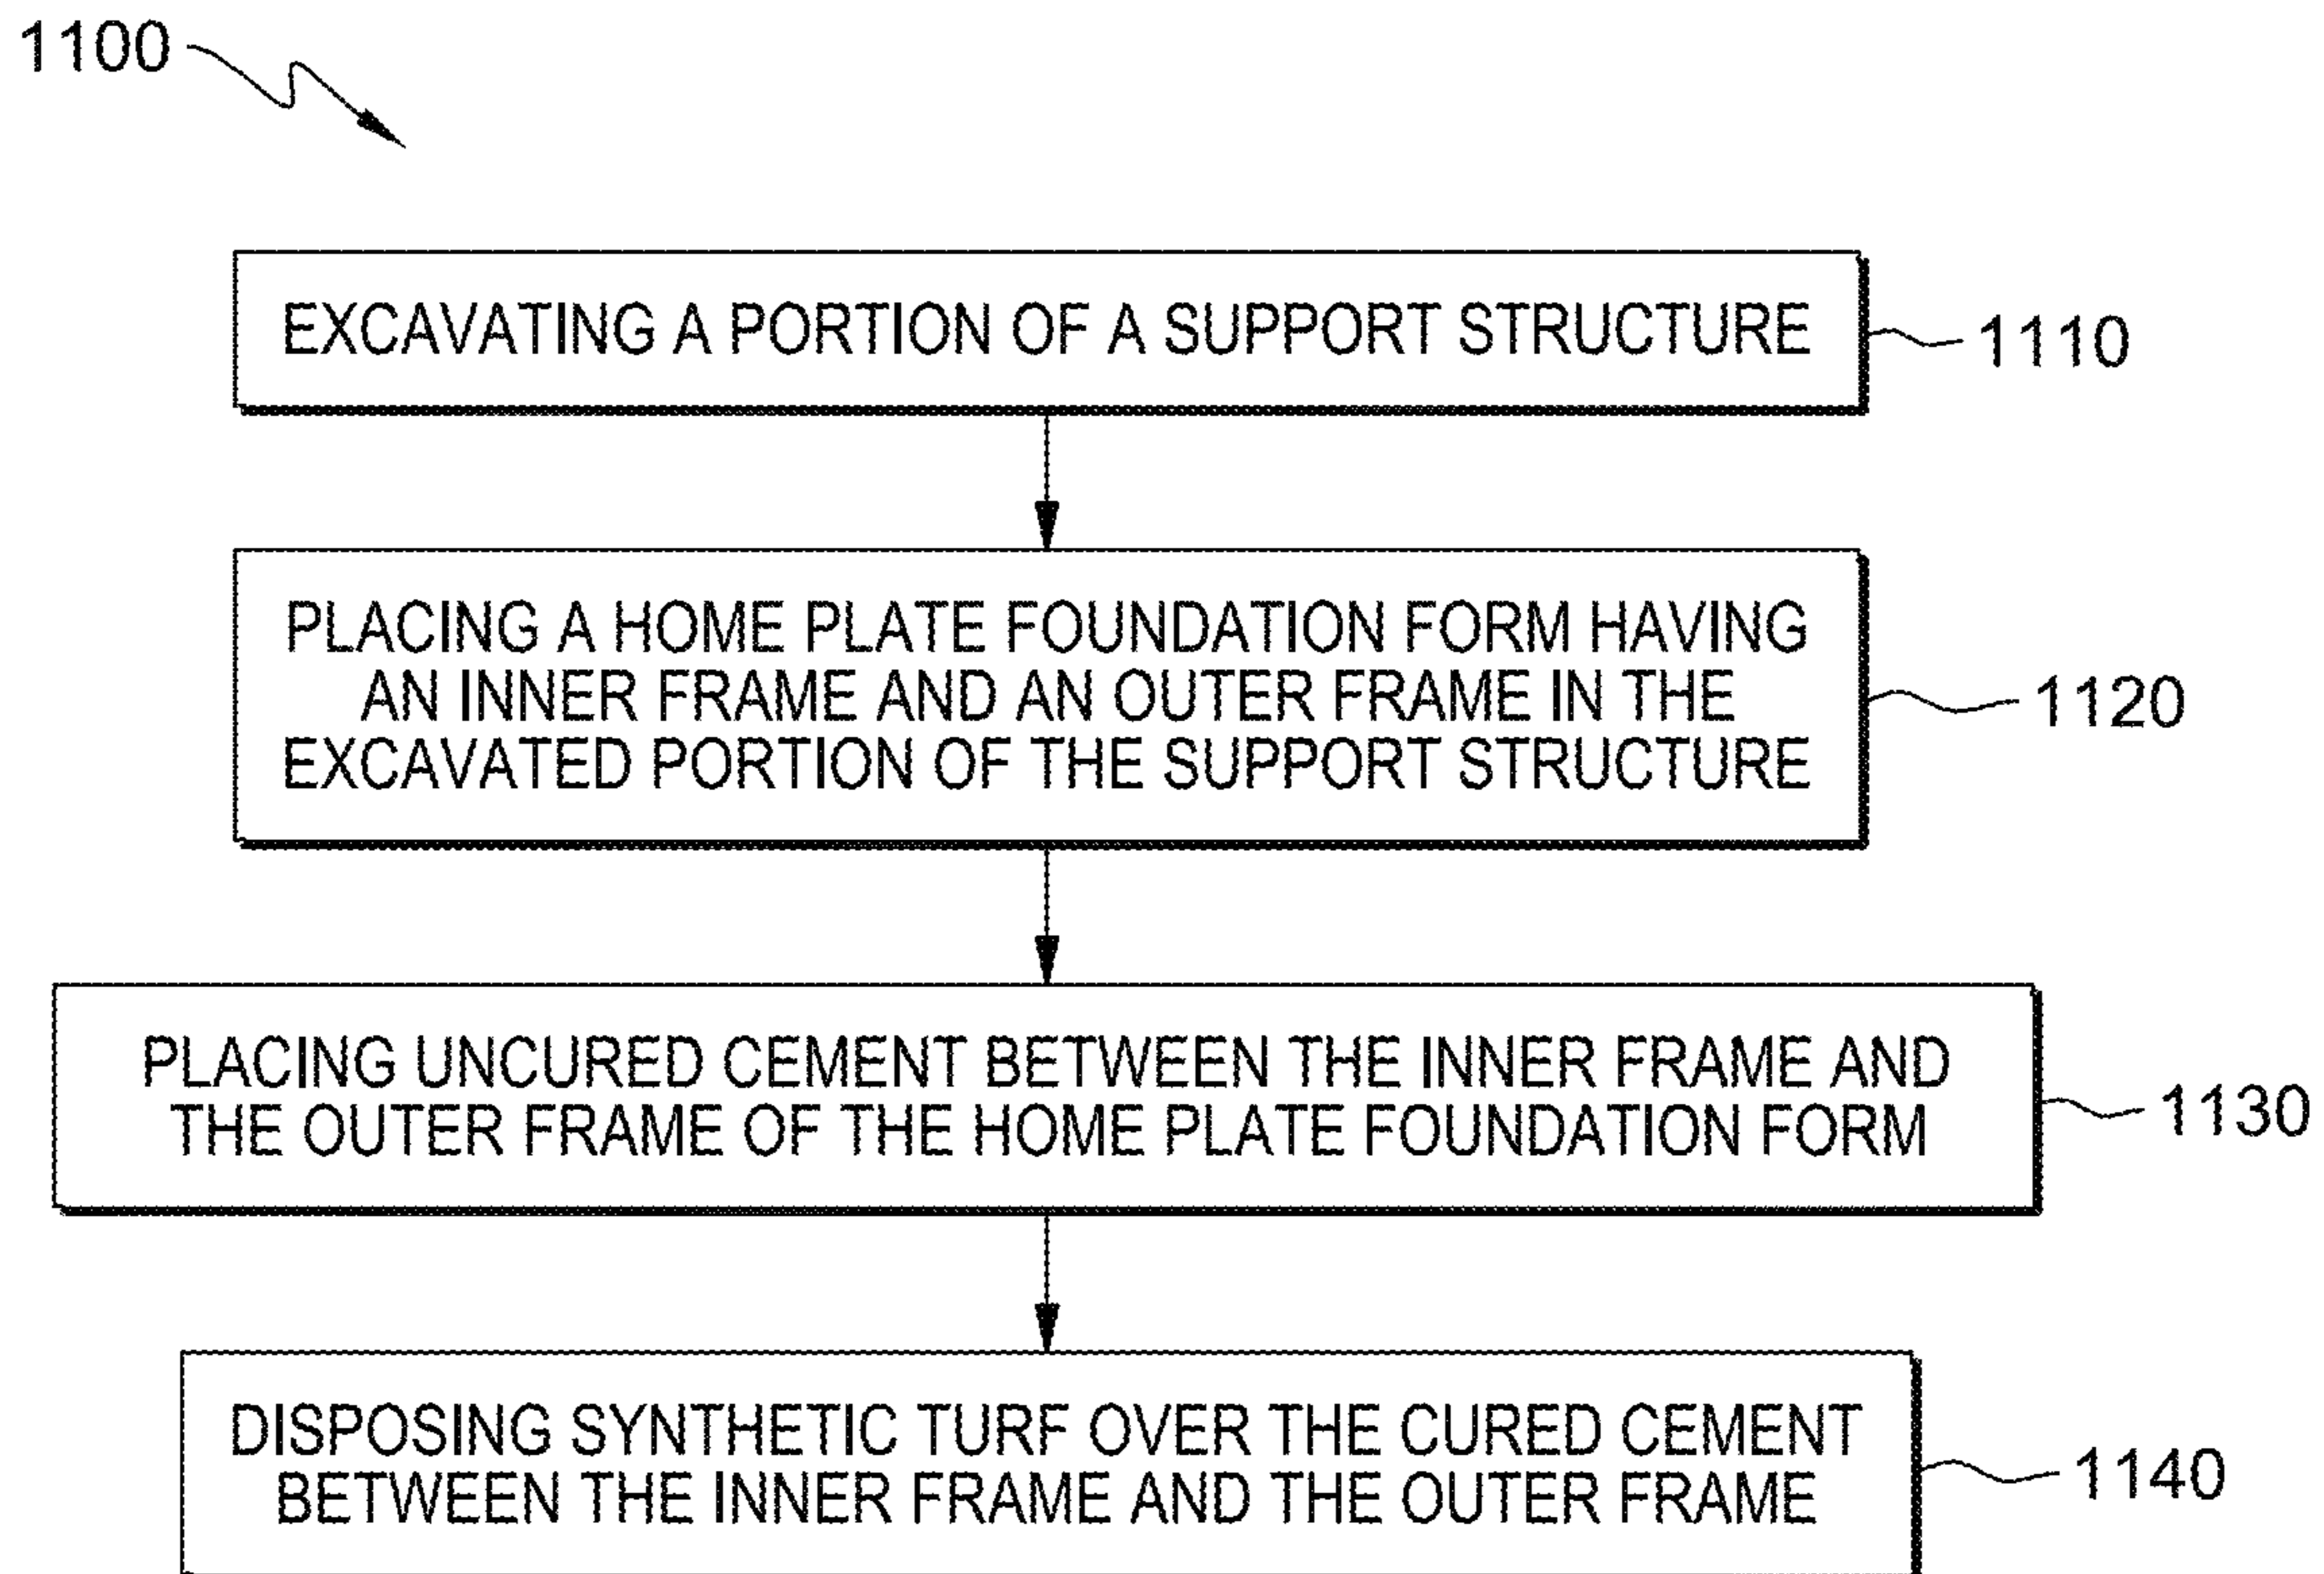 1100
EXCAVATING A PORTION OF A SUPPORT STRUCTURE
1110
PLACING A HOME PLATE FOUNDATION FORM HAVING
AN INNER FRAME AND AN OUTER FRAME IN THE
EXCAVATED PORTION OF THE SUPPORT STRUCTURE
1120
PLACING UNCURED CEMENT BETWEEN THE INNER FRAME AND
THE OUTER FRAME OF THE HOME PLATE FOUNDATION FORM
1130
DISPOSING SYNTHETIC TURF OVER THE CURED CEMENT
BETWEEN THE INNER FRAME AND THE OUTER FRAME
1140